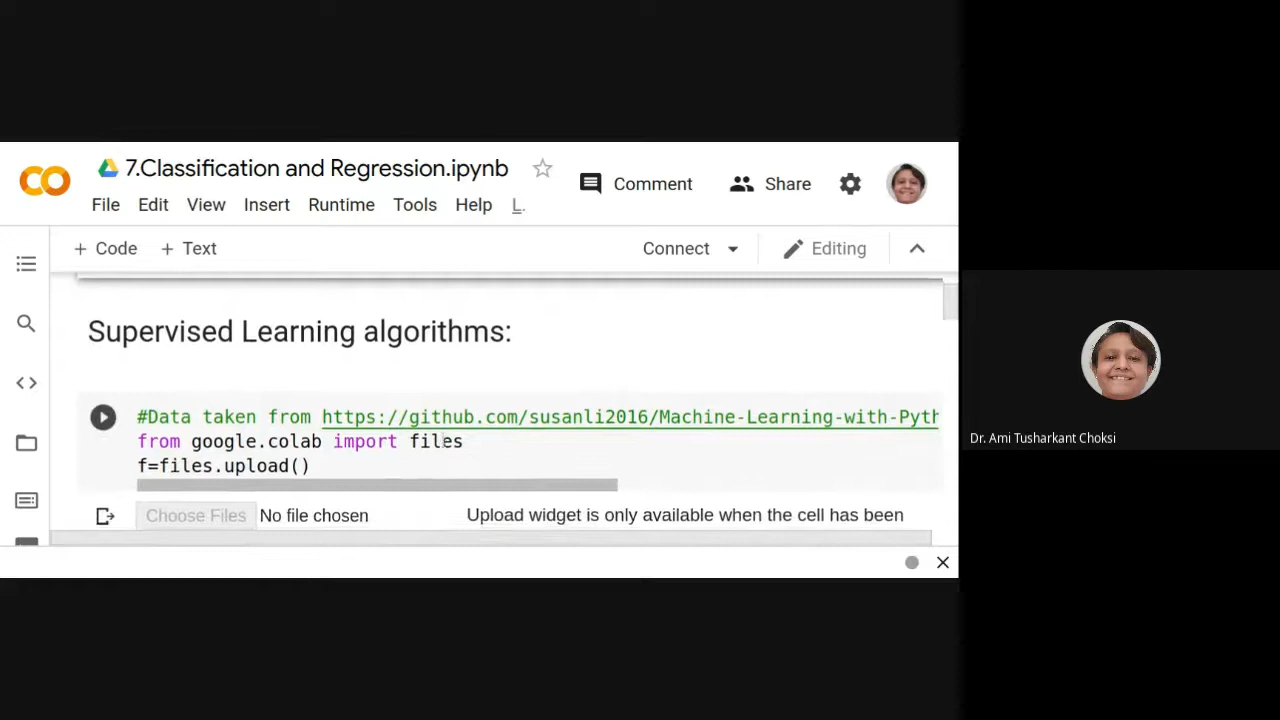 7.Classification and Regression.ipynb
Comment
Share
File Edit View Insert Runtime Tools Help L.
+ Code + Text
Connect
Editing
Supervised Learning algorithms:
#Data taken from https://github.com/susanli2016/Machine-Learning-with-Pyth
from google.colab import files
f=files.upload()
Choose Files No file chosen Upload widget is only available when the cell has been
Dr. Ami Tusharkant Choksi